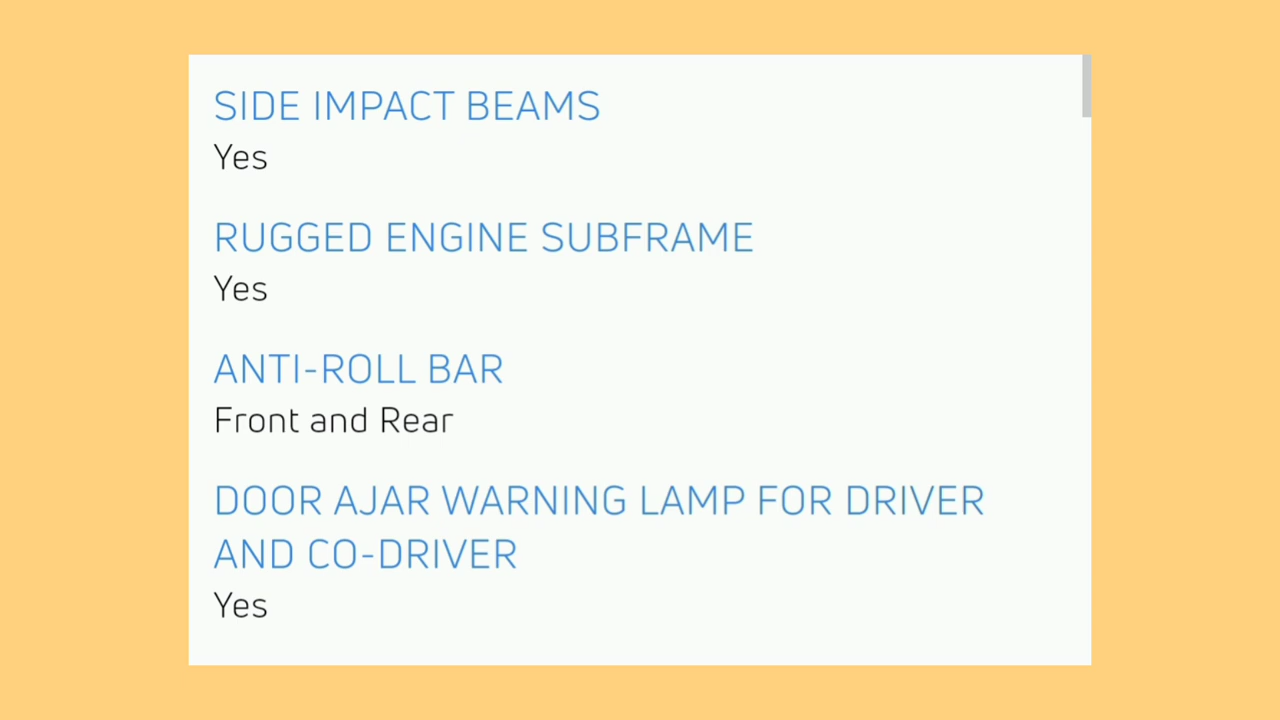 SIDE IMPACT BEAMS
Yes
RUGGED ENGINE SUBFRAME
Yes
ANTI-ROLL BAR
Front and Rear
DOOR AJAR WARNING LAMP FOR DRIVER
AND CO-DRIVER
Yes